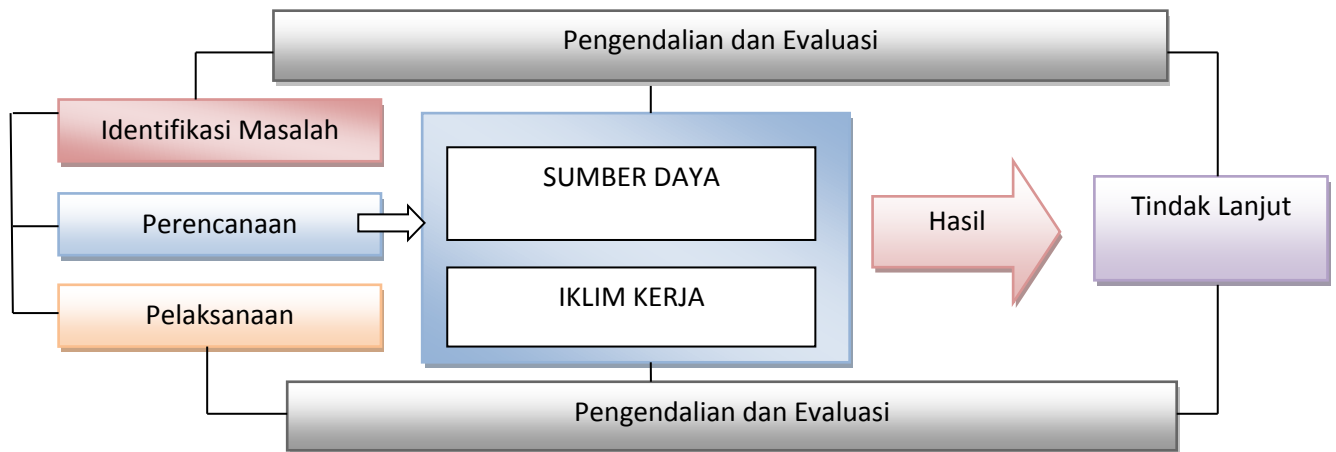 Pengendalian dan Evaluasi
Identifikasi Masalah
Perencanaan
Pelaksanaan
SUMBER DAYA
IKLIM KERJA
Hasil
Tindak Lanjut
Pengendalian dan Evaluasi